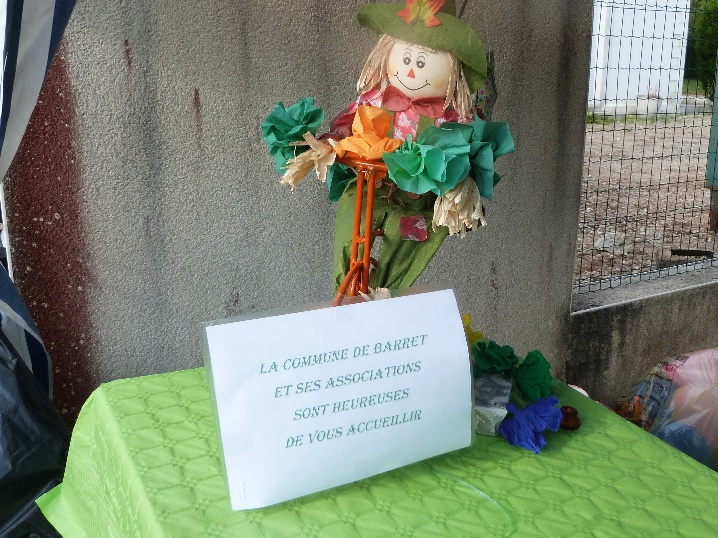 LA COMMUNE DE BARRET
ET SES ASSOCIATIONS
SONT HEUREUSES
DE VOUS ACCUEILLIR